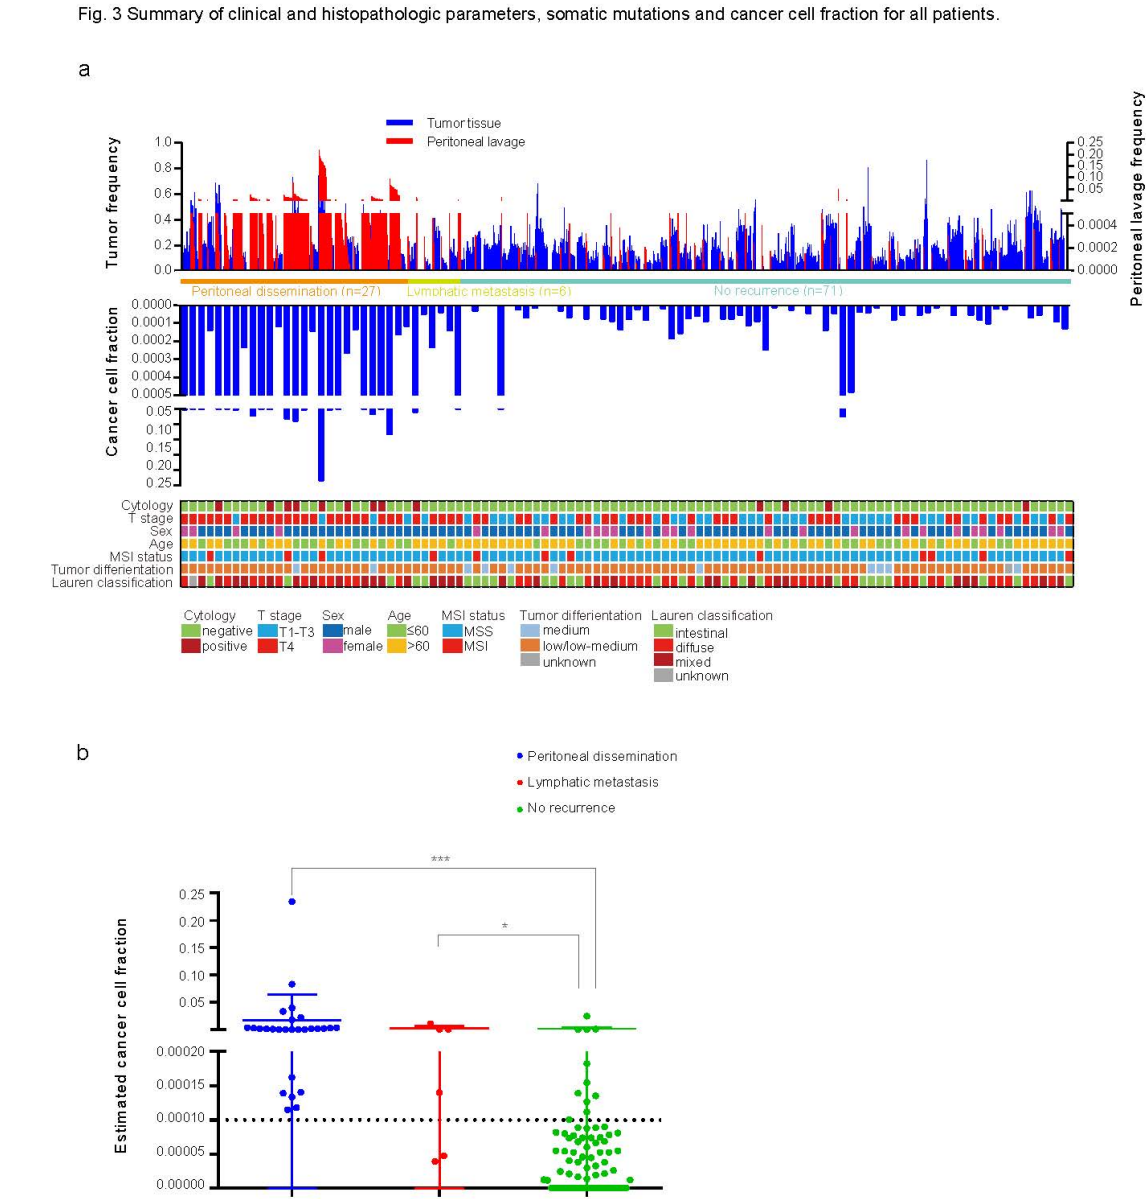 Fig. 3 Summary of clinical and histopathologic parameters, somatic mutations and cancer cell fraction for all patients.
a
Tumor tissue
Peritoneal lavage
Tumor frequency
1.0
0.8
0.6
0.4
0.2
0.0
Peritoneal lavage frequency
0.25
0.20
0.15
0.10
0.05
0.0004
0.0002
0.0000
Peritoneal dissemination (n=27)
Lymphatic metastasis (n=6)
No recurrence (n=71)
Cancer cell fraction
0.0000
0.0001
0.0002
0.0003
0.0004
0.0005
0.05
0.10
0.15
0.20
0.25
Cytology
T stage
Sex
Age
MSI status
Tumor differientation
Lauren classification
Cytology
negative
positive
T stage
T1-T3
T4
Sex
male
female
Age
≤60
>60
MSI status
MSS
MSI
Tumor differientation
medium
low/low-medium
unknown
Lauren classification
intestinal
diffuse
mixed
unknown
b
Peritoneal dissemination
Lymphatic metastasis
No recurrence
***
*
Estimated cancer cell fraction
0.25
0.20
0.15
0.10
0.05
0.00020
0.00015
0.00010
0.00005
0.00000